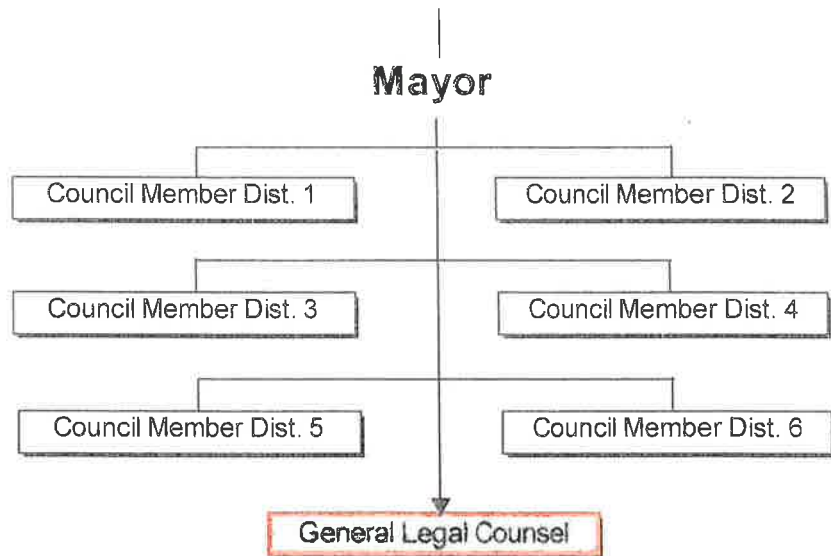 Mayor
Council Member Dist. 1
Council Member Dist. 2
Council Member Dist. 3
Council Member Dist. 4
Council Member Dist. 5
Council Member Dist. 6
General Legal Counsel